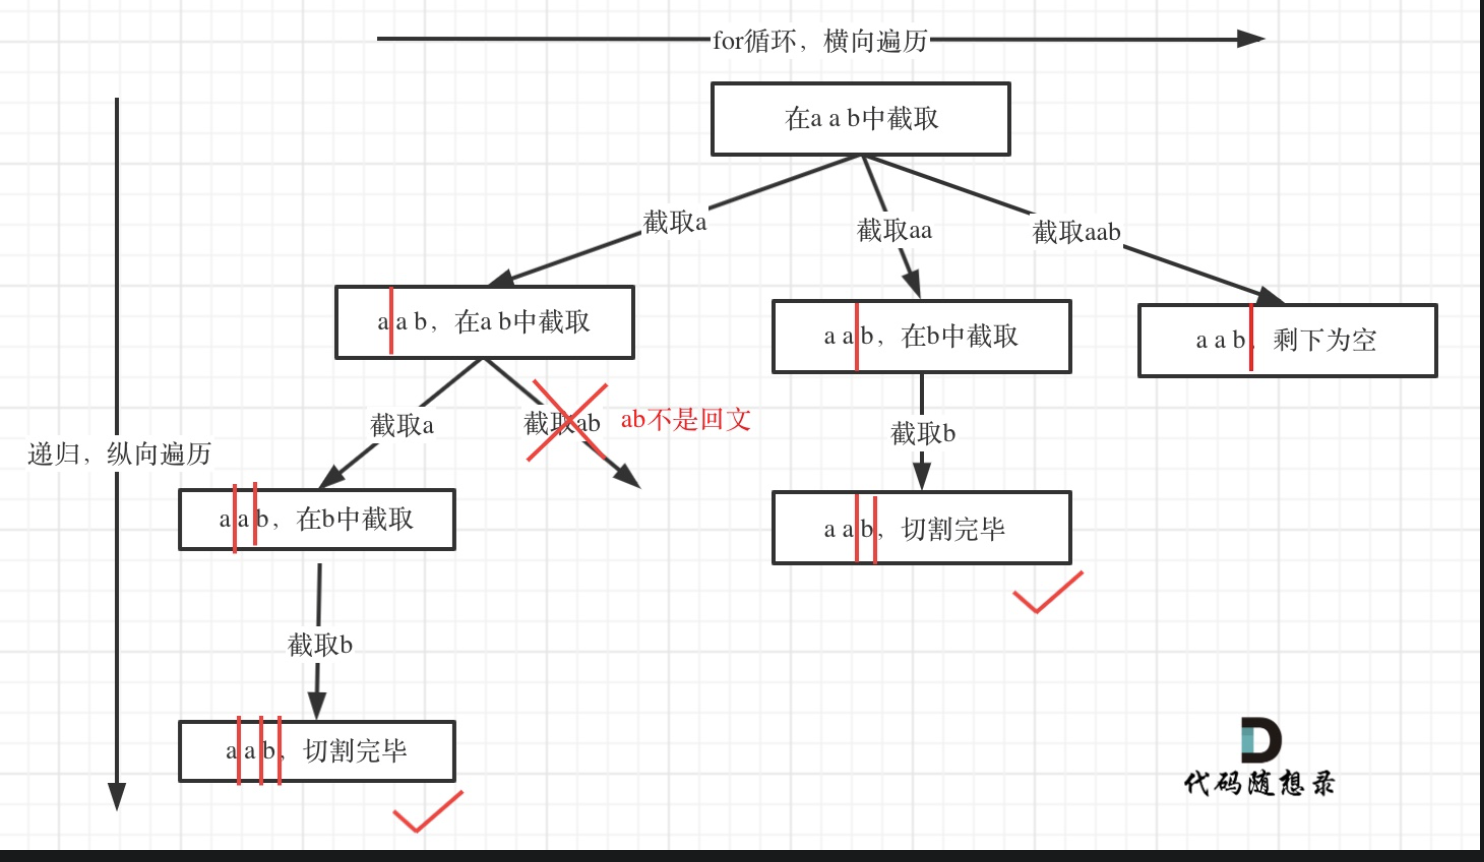 for循环，横向遍历
在a a b中截取
截取a
截取aa
截取aab
a a b，在a b中截取
a a b，在b中截取
a a b，剩下为空
截取a
截取ab
ab不是回文
截取b
递归，纵向遍历
a a b，在b中截取
a a b，切割完毕
截取b
a a b，切割完毕
代码随想录